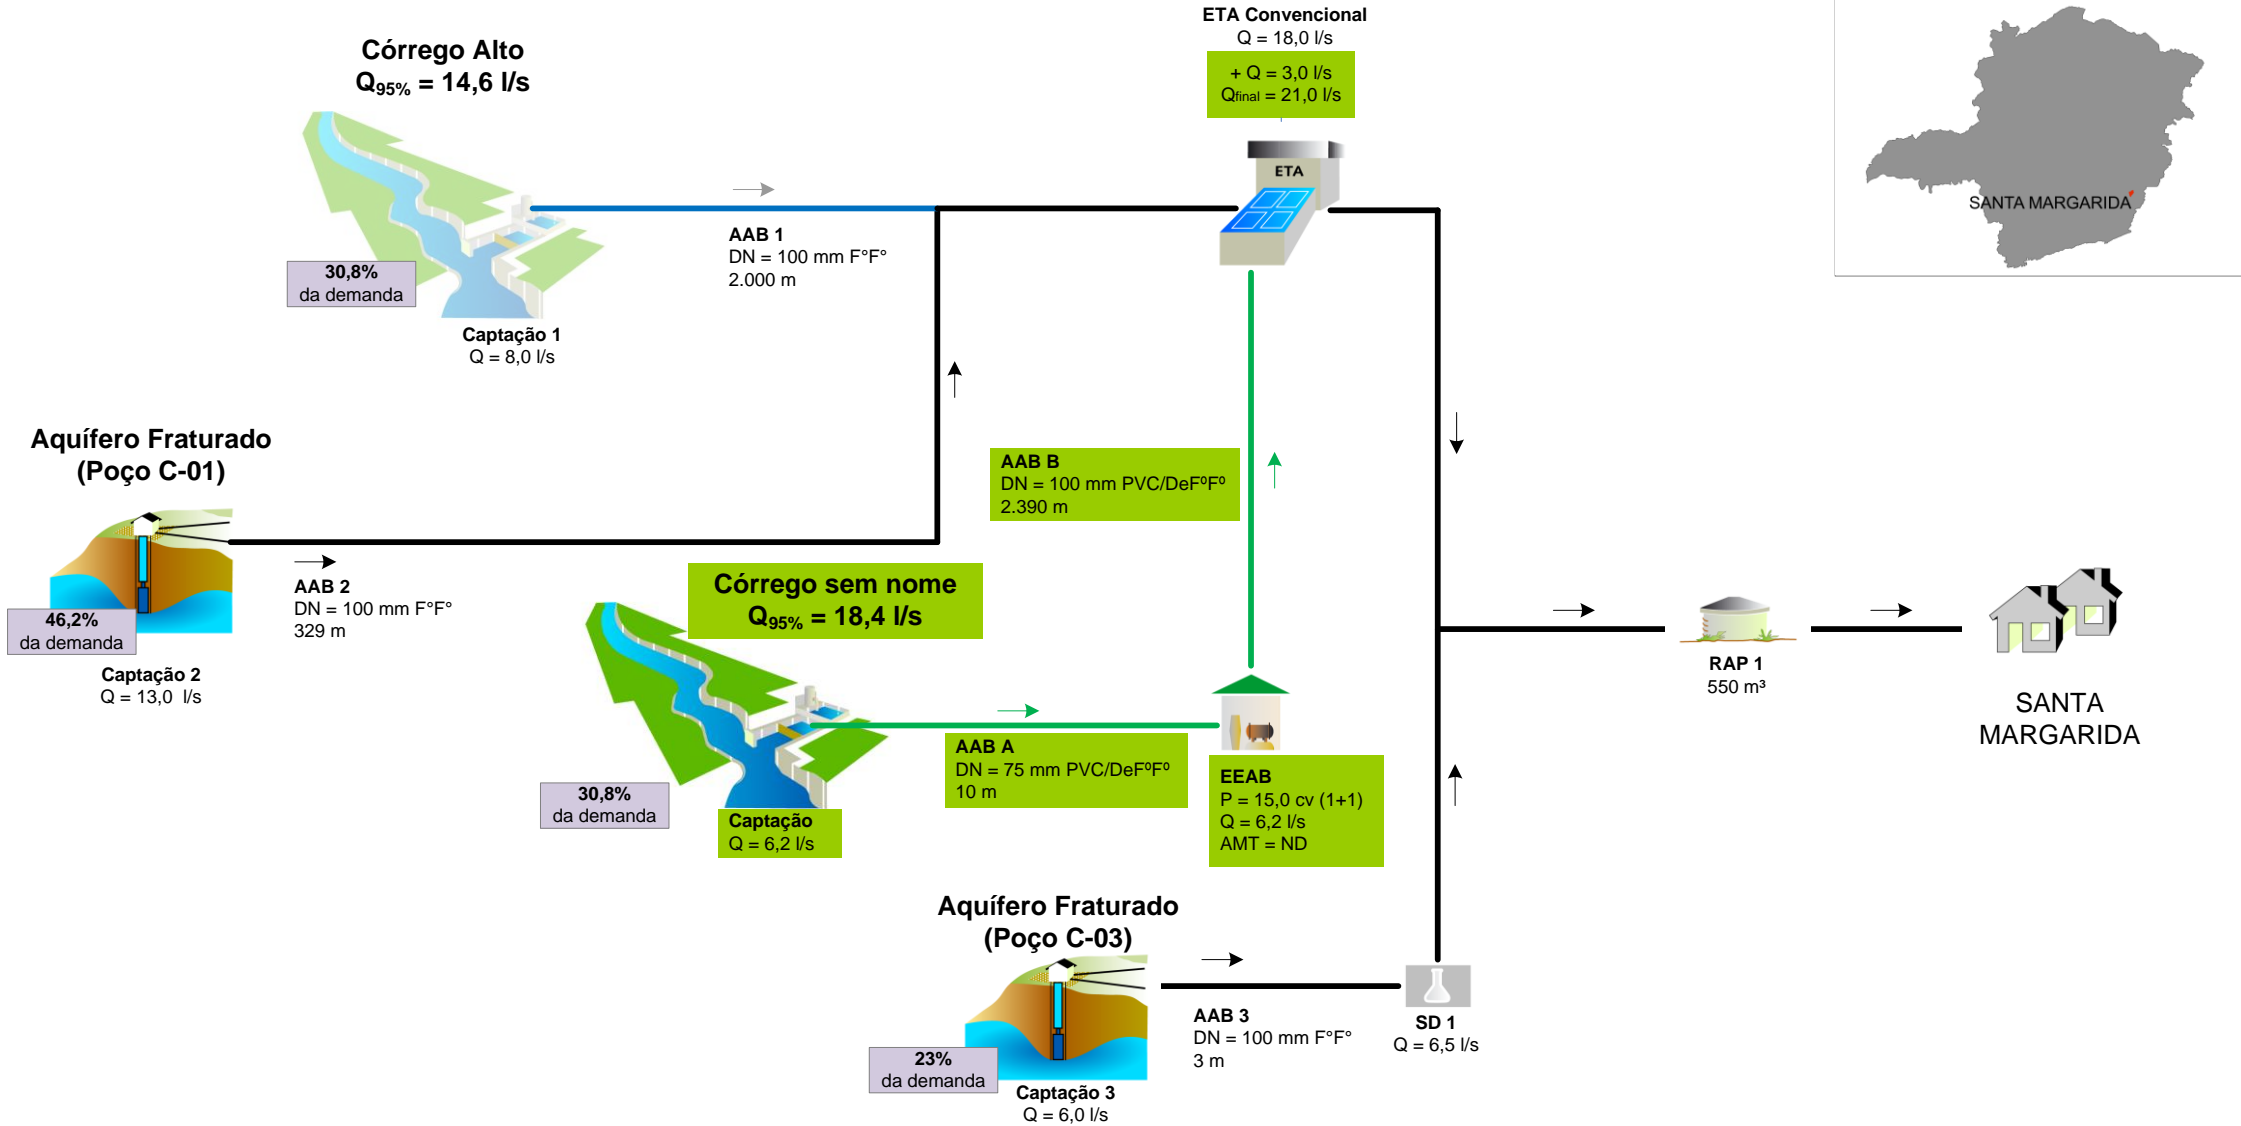 ETA Convencional
Q = 18,0 l/s
+ Q = 3,0 l/s
Qfinal = 21,0 l/s
ETA
SANTA MARGARIDA
Córrego Alto
Q95% = 14,6 l/s
30,8%
da demanda
Captação 1
Q = 8,0 l/s
AAB 1
DN = 100 mm F°F°
2.000 m
Aquífero Fraturado
(Poço C-01)
46,2%
da demanda
Captação 2
Q = 13,0 l/s
AAB 2
DN = 100 mm F°F°
329 m
AAB B
DN = 100 mm PVC/DeFºFº
2.390 m
Córrego sem nome
Q95% = 18,4 l/s
30,8%
da demanda
Captação
Q = 6,2 l/s
AAB A
DN = 75 mm PVC/DeFºFº
10 m
EEAB
P = 15,0 cv (1+1)
Q = 6,2 l/s
AMT = ND
Aquífero Fraturado
(Poço C-03)
23%
da demanda
Captação 3
Q = 6,0 l/s
AAB 3
DN = 100 mm F°F°
3 m
SD 1
Q = 6,5 l/s
RAP 1
550 m³
SANTA
MARGARIDA